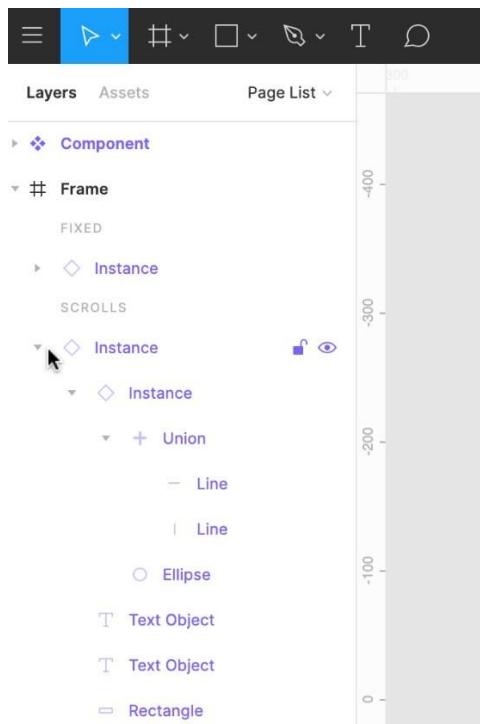 Layers Assets Page List
300
Component
Frame
FIXED
Instance
SCROLLS
Instance
Instance
Union
Line
Line
Ellipse
Text Object
Text Object
Rectangle
-400
-300
-200
-100
0